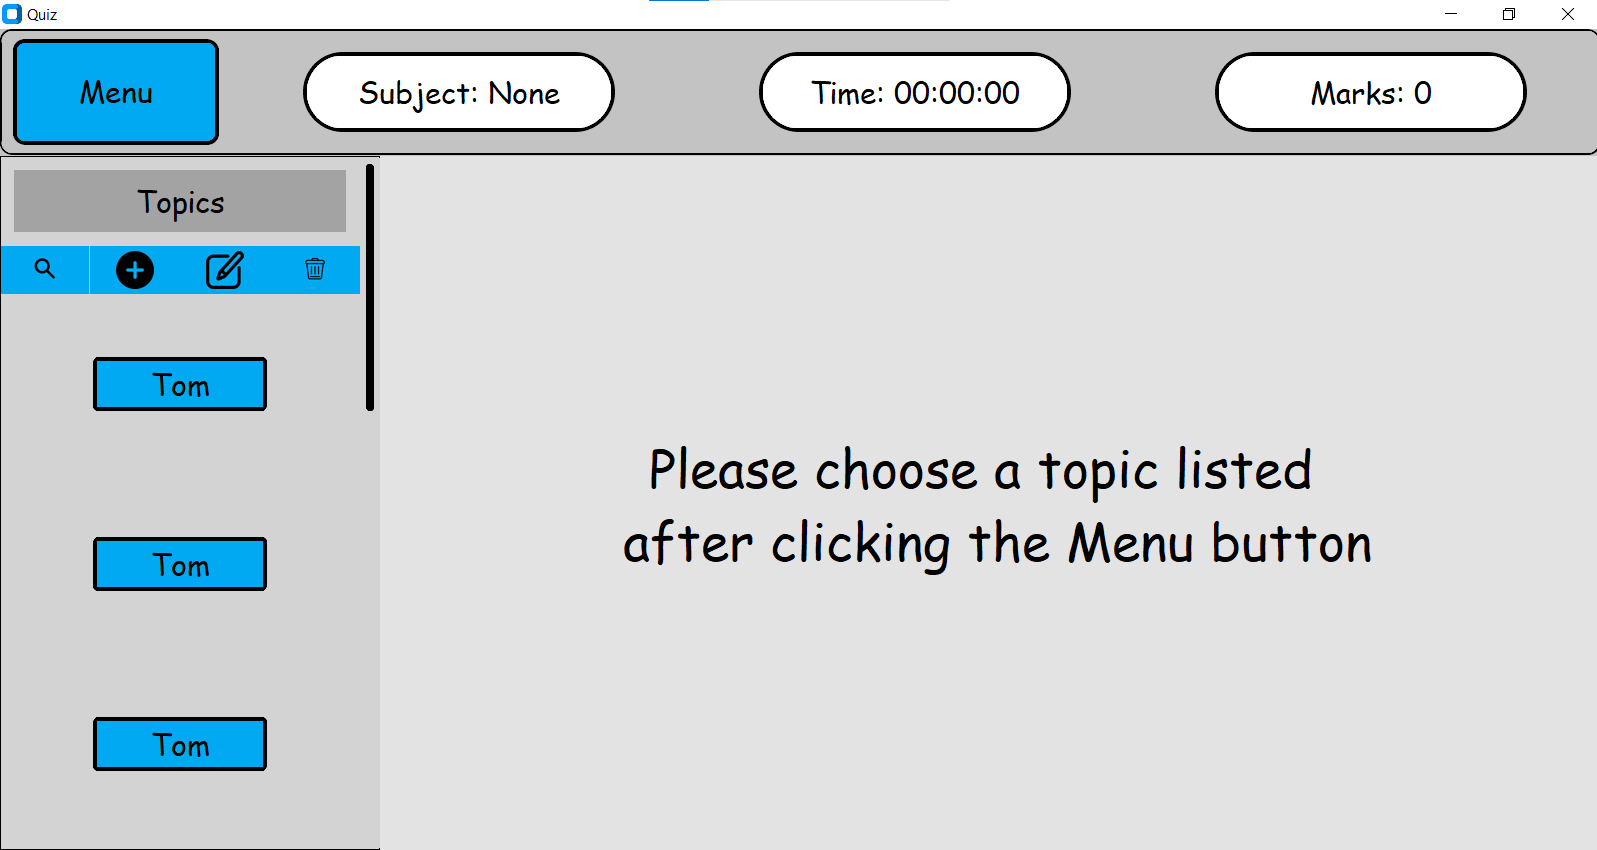 Quiz
Menu
Subject: None
Time: 00:00:00
Marks: 0
Topics
Tom
Tom
Tom
Please choose a topic listed
after clicking the Menu button